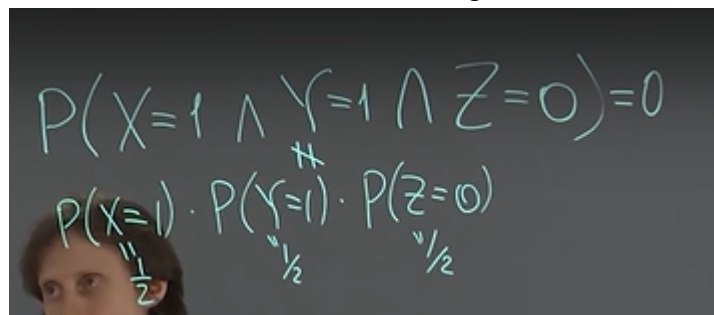 P(X=1 ∧ Y=1 ∧ Z=0)=0
≠
P(X=1) · P(Y=1) · P(Z=0)
=1/2 =1/2 =1/2